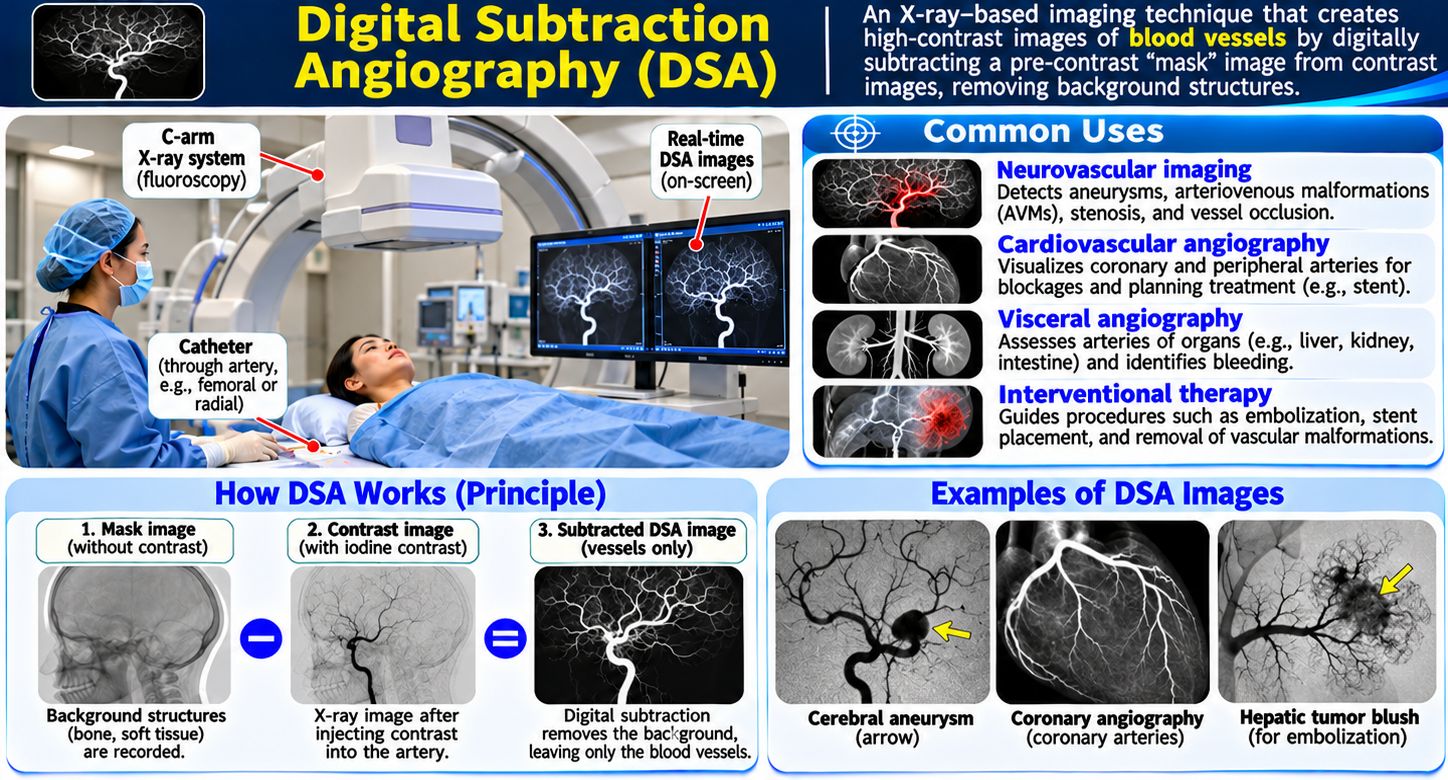 Digital Subtraction
Angiography (DSA)
An X-ray–based imaging technique that creates
high-contrast images of blood vessels by digitally
subtracting a pre-contrast “mask” image from contrast
images, removing background structures.
C-arm
X-ray system
(fluoroscopy)
Real-time
DSA images
(on-screen)
Catheter
(through artery,
e.g., femoral or
radial)
Common Uses
Neurovascular imaging
Detects aneurysms, arteriovenous malformations
(AVMs), stenosis, and vessel occlusion.
Cardiovascular angiography
Visualizes coronary and peripheral arteries for
blockages and planning treatment (e.g., stent).
Visceral angiography
Assesses arteries of organs (e.g., liver, kidney,
intestine) and identifies bleeding.
Interventional therapy
Guides procedures such as embolization, stent
placement, and removal of vascular malformations.
How DSA Works (Principle)
1. Mask image
(without contrast)
Background structures
(bone, soft tissue)
are recorded.
2. Contrast image
(with iodine contrast)
X-ray image after
injecting contrast
into the artery.
3. Subtracted DSA image
(vessels only)
Digital subtraction
removes the background,
leaving only the blood vessels.
Examples of DSA Images
Cerebral aneurysm
(arrow)
Coronary angiography
(coronary arteries)
Hepatic tumor blush
(for embolization)